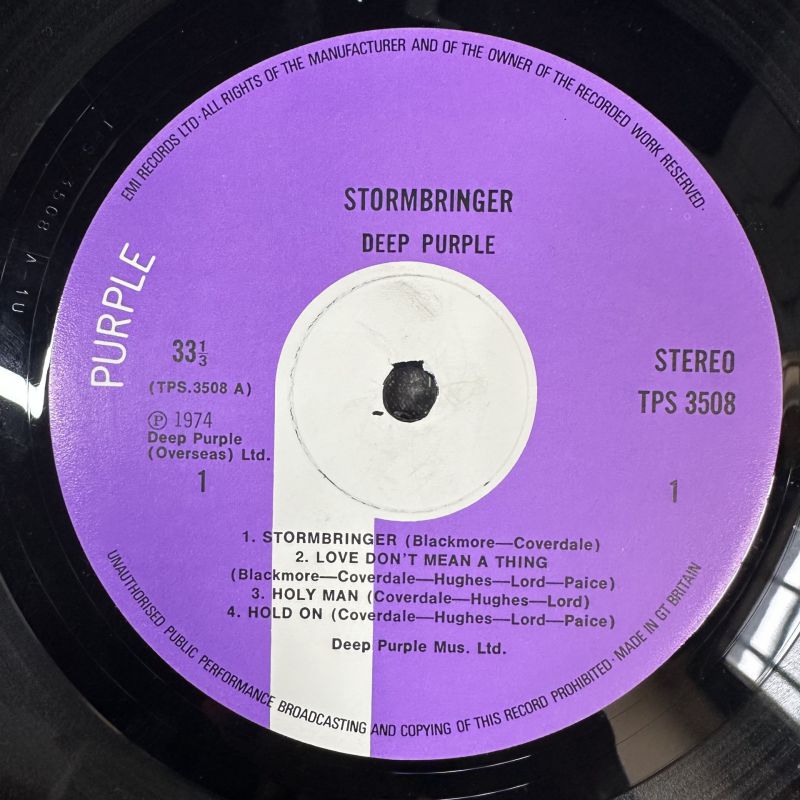 EMI RECORDS LTD·ALL RIGHTS OF THE MANUFACTURER AND OF THE OWNER OF THE RECORDED WORK RESERVED·
STORMBRINGER
DEEP PURPLE
PURPLE
33⅓
(TPS.3508 A)
℗ 1974
Deep Purple
(Overseas) Ltd.
1
STEREO
TPS 3508
1
1. STORMBRINGER (Blackmore—Coverdale)
2. LOVE DON'T MEAN A THING
(Blackmore—Coverdale—Hughes—Lord—Paice)
3. HOLY MAN (Coverdale—Hughes—Lord)
4. HOLD ON (Coverdale—Hughes—Lord—Paice)
Deep Purple Mus. Ltd.
UNAUTHORISED PUBLIC PERFORMANCE BROADCASTING AND COPYING OF THIS RECORD PROHIBITED·MADE IN GT BRITAIN
3508 A 1U